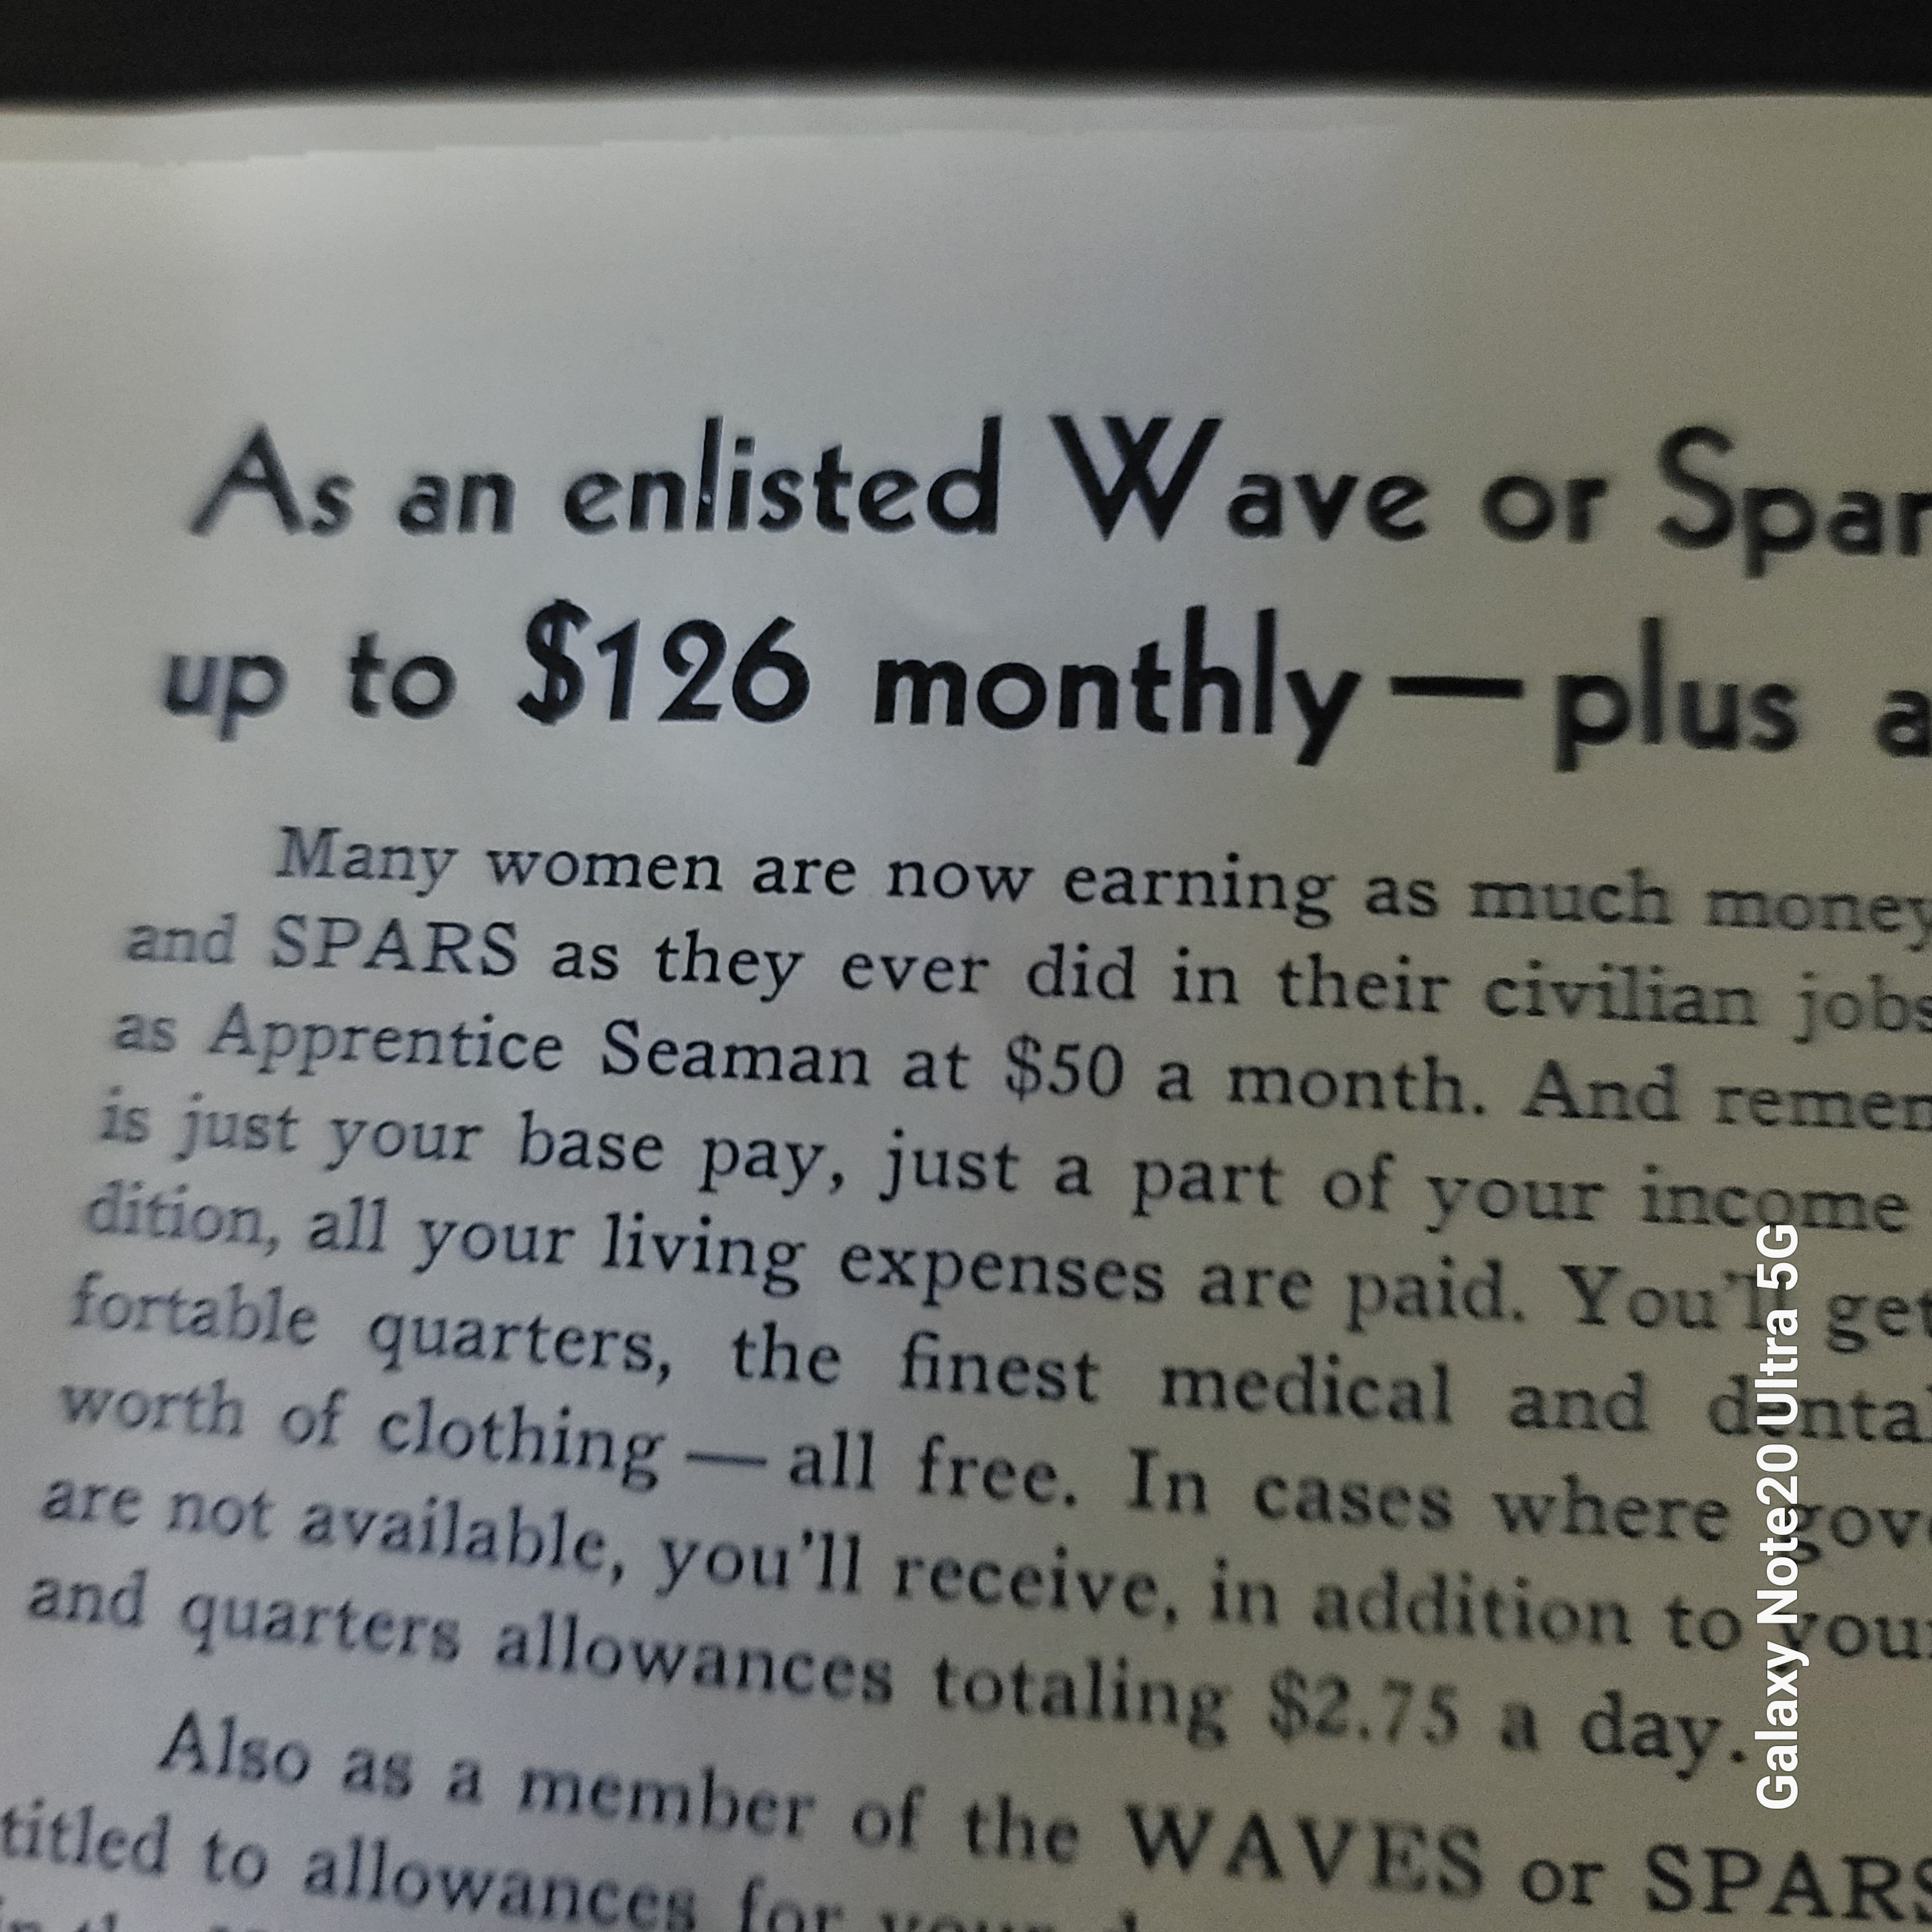 As an enlisted Wave or Spar
up to $126 monthly—plus a
Many women are now earning as much money
and SPARS as they ever did in their civilian jobs
as Apprentice Seaman at $50 a month. And remem
is just your base pay, just a part of your income
dition, all your living expenses are paid. You'll get
fortable quarters, the finest medical and dental
worth of clothing — all free. In cases where gov
are not available, you'll receive, in addition to your
and quarters allowances totaling $2.75 a day.
Also as a member of the WAVES or SPARS
titled to allowances for your
Galaxy Note20 Ultra 5G